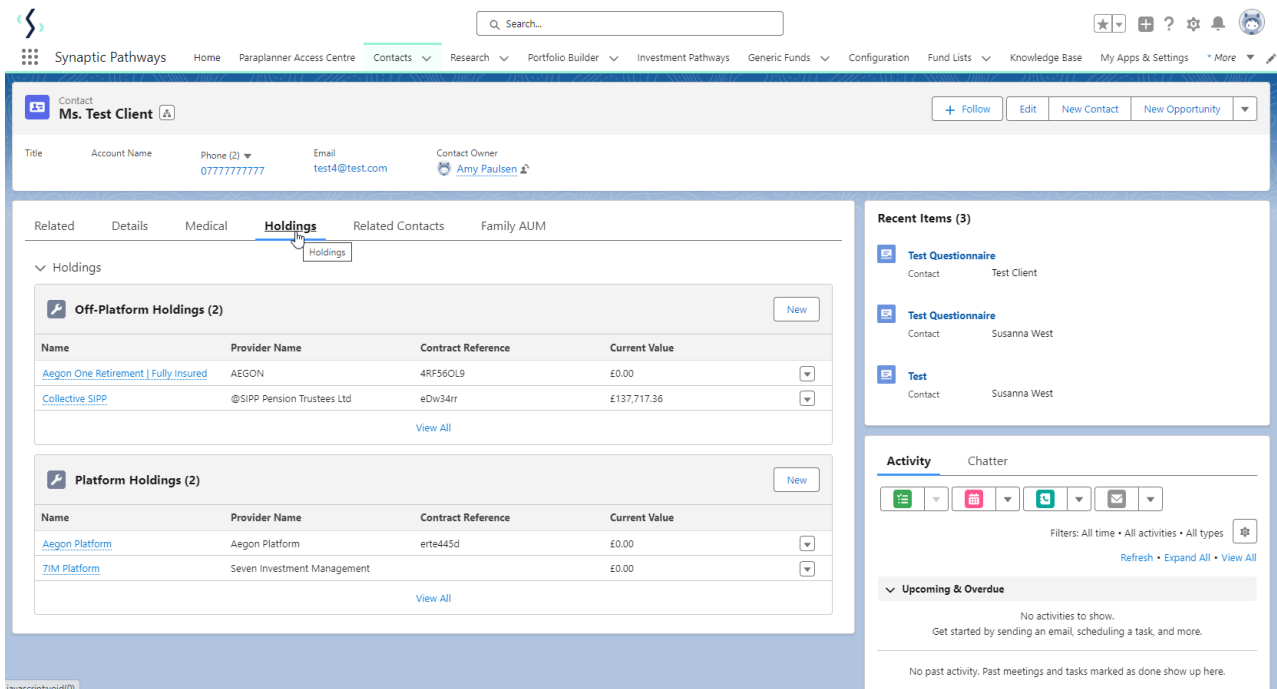 Search...
Synaptic Pathways Home Paraplanner Access Centre Contacts Research Portfolio Builder Investment Pathways Generic Funds Configuration Fund Lists Knowledge Base My Apps & Settings * More
Contact
Ms. Test Client
+ Follow Edit New Contact New Opportunity
Title Account Name Phone (2) Email Contact Owner
07777777777 test4@test.com Amy Paulsen
Related Details Medical Holdings Related Contacts Family AUM
Holdings
Holdings
Off-Platform Holdings (2) New
Name Provider Name Contract Reference Current Value
Aegon One Retirement | Fully Insured AEGON 4RF56OL9 £0.00
Collective SIPP @SIPP Pension Trustees Ltd eDw34rr £137,717.36
View All
Platform Holdings (2) New
Name Provider Name Contract Reference Current Value
Aegon Platform Aegon Platform erte445d £0.00
7IM Platform Seven Investment Management £0.00
View All
Recent Items (3)
Test Questionnaire
Contact Test Client
Test Questionnaire
Contact Susanna West
Test
Contact Susanna West
Activity Chatter
Filters: All time • All activities • All types
Refresh • Expand All • View All
Upcoming & Overdue
No activities to show.
Get started by sending an email, scheduling a task, and more.
No past activity. Past meetings and tasks marked as done show up here.
javascript:void(0)